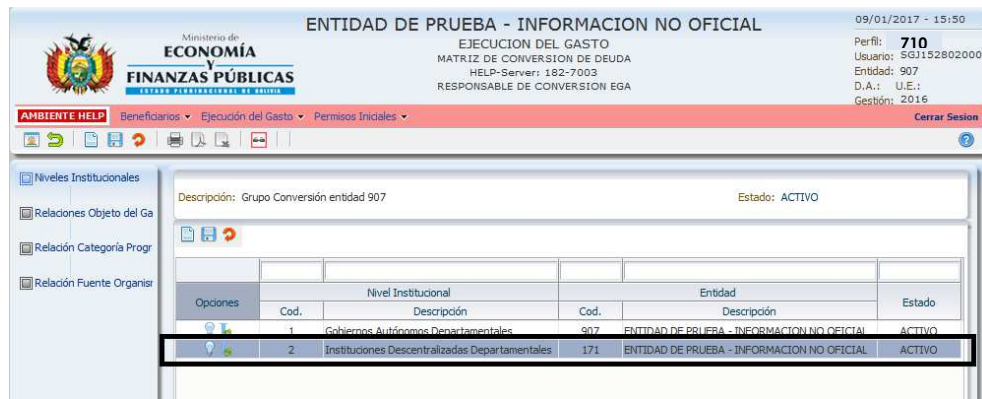 ENTIDAD DE PRUEBA - INFORMACION NO OFICIAL
09/01/2017 - 15:50
Ministerio de
ECONOMÍA
Y
FINANZAS PÚBLICAS
ESTADO PLURINACIONAL DE BOLIVIA
EJECUCION DEL GASTO
MATRIZ DE CONVERSION DE DEUDA
HELP-Server: 182-7003
RESPONSABLE DE CONVERSION EGA
Perfil: 710
Usuario: SGJ152802000
Entidad: 907
D.A.: U.E.:
Gestión: 2016
AMBIENTE HELP Beneficiarios Ejecución del Gasto Permisos Iniciales Cerrar Sesion
Niveles Institucionales
Relaciones Objeto del Ga
Relación Categoría Progr
Relación Fuente Organisr
Descripción: Grupo Conversión entidad 907 Estado: ACTIVO
Opciones Nivel Institucional Entidad Estado
Cod. Descripción Cod. Descripción
1 Gobiernos Autónomos Departamentales 907 ENTIDAD DE PRUEBA - INFORMACION NO OFICIAL ACTIVO
2 Instituciones Descentralizadas Departamentales 171 ENTIDAD DE PRUEBA - INFORMACION NO OFICIAL ACTIVO